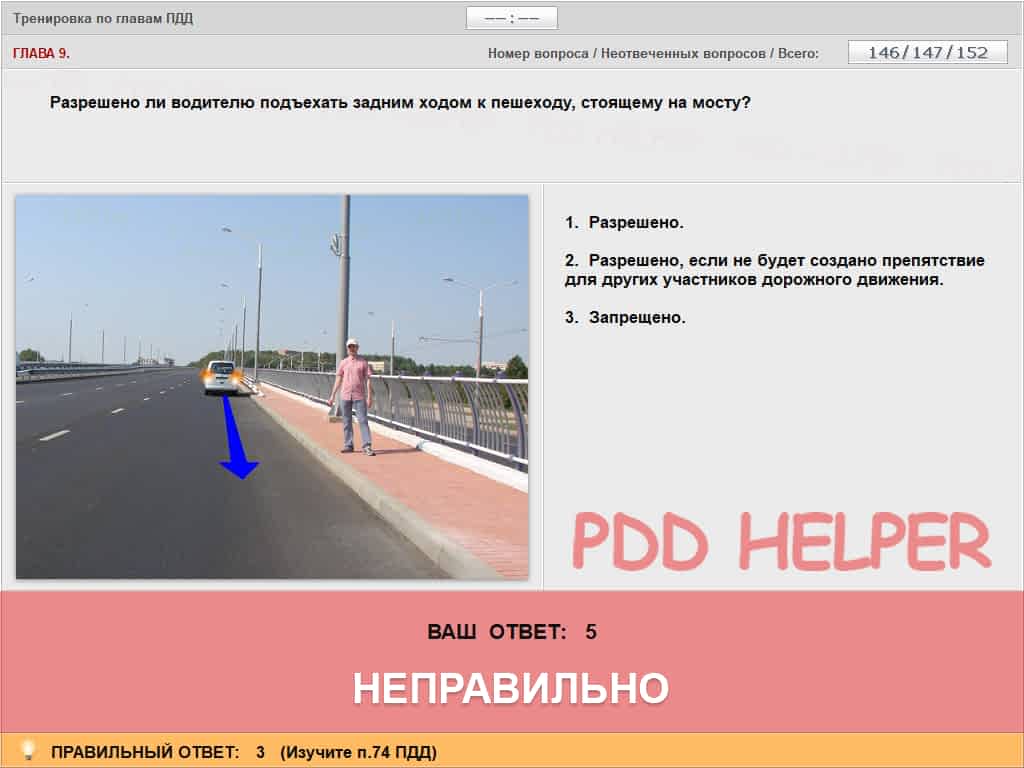 Тренировка по главам ПДД
—— : ——
ГЛАВА 9.
Номер вопроса / Неотвеченных вопросов / Всего:
146/147/152
Разрешено ли водителю подъехать задним ходом к пешеходу, стоящему на мосту?
1. Разрешено.
2. Разрешено, если не будет создано препятствие
для других участников дорожного движения.
3. Запрещено.
PDD HELPER
ВАШ ОТВЕТ: 5
НЕПРАВИЛЬНО
ПРАВИЛЬНЫЙ ОТВЕТ: 3 (Изучите п.74 ПДД)